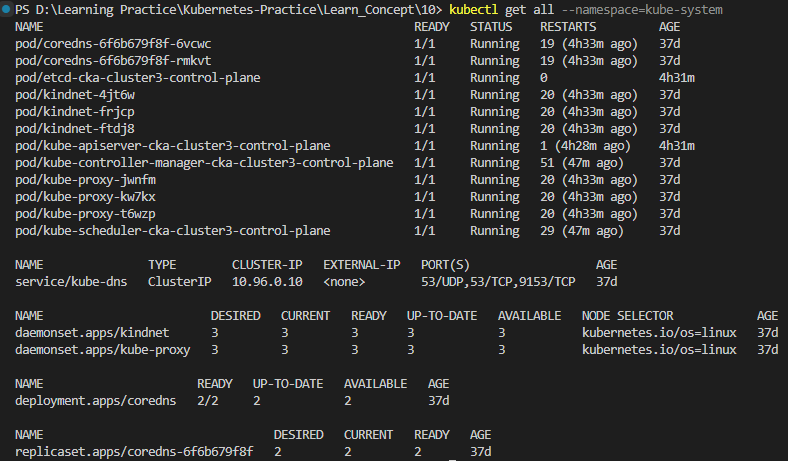 PS D:\Learning Practice\Kubernetes-Practice\Learn_Concept\10> kubectl get all --namespace=kube-system
NAME READY STATUS RESTARTS AGE
pod/coredns-6f6b679f8f-6vcwc 1/1 Running 19 (4h33m ago) 37d
pod/coredns-6f6b679f8f-rmkvt 1/1 Running 19 (4h33m ago) 37d
pod/etcd-cka-cluster3-control-plane 1/1 Running 0 4h31m
pod/kindnet-4jt6w 1/1 Running 20 (4h33m ago) 37d
pod/kindnet-frjcp 1/1 Running 20 (4h33m ago) 37d
pod/kindnet-ftdj8 1/1 Running 20 (4h33m ago) 37d
pod/kube-apiserver-cka-cluster3-control-plane 1/1 Running 1 (4h28m ago) 4h31m
pod/kube-controller-manager-cka-cluster3-control-plane 1/1 Running 51 (47m ago) 37d
pod/kube-proxy-jwnfm 1/1 Running 20 (4h33m ago) 37d
pod/kube-proxy-kw7kx 1/1 Running 20 (4h33m ago) 37d
pod/kube-proxy-t6wzp 1/1 Running 20 (4h33m ago) 37d
pod/kube-scheduler-cka-cluster3-control-plane 1/1 Running 29 (47m ago) 37d
NAME TYPE CLUSTER-IP EXTERNAL-IP PORT(S) AGE
service/kube-dns ClusterIP 10.96.0.10 <none> 53/UDP,53/TCP,9153/TCP 37d
NAME DESIRED CURRENT READY UP-TO-DATE AVAILABLE NODE SELECTOR AGE
daemonset.apps/kindnet 3 3 3 3 3 kubernetes.io/os=linux 37d
daemonset.apps/kube-proxy 3 3 3 3 3 kubernetes.io/os=linux 37d
NAME READY UP-TO-DATE AVAILABLE AGE
deployment.apps/coredns 2/2 2 2 37d
NAME DESIRED CURRENT READY AGE
replicaset.apps/coredns-6f6b679f8f 2 2 2 37d